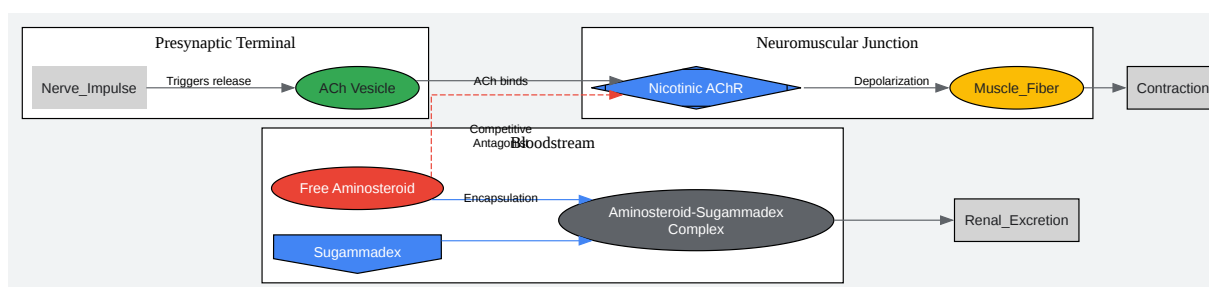 Presynaptic Terminal
Neuromuscular Junction
Nerve_Impulse
Triggers release
ACh Vesicle
ACh binds
Nicotinic AChR
Depolarization
Muscle_Fiber
Contraction
Competitive
Antagonist
Bloodstream
Free Aminosteroid
Encapsulation
Sugammadex
Aminosteroid-Sugammadex
Complex
Renal_Excretion